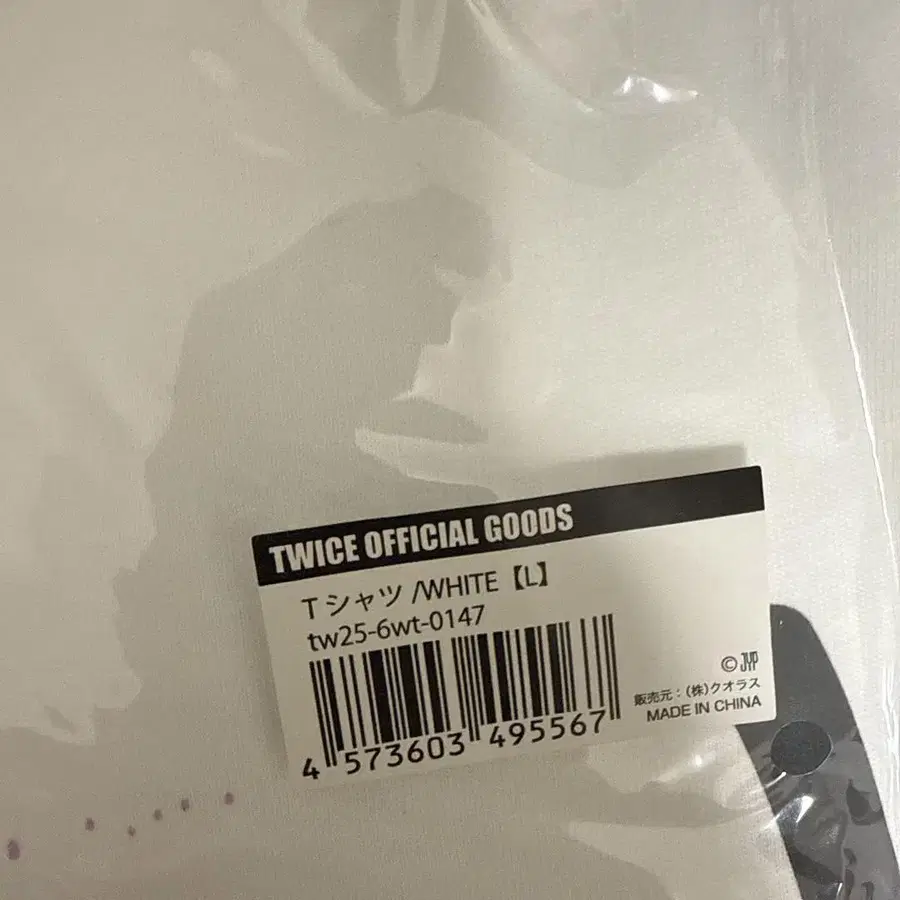 TWICE OFFICIAL GOODS
Tシャツ /WHITE【L】
tw25-6wt-0147
4 573603 495567
© JYP
販売元:(株)クオラス
MADE IN CHINA